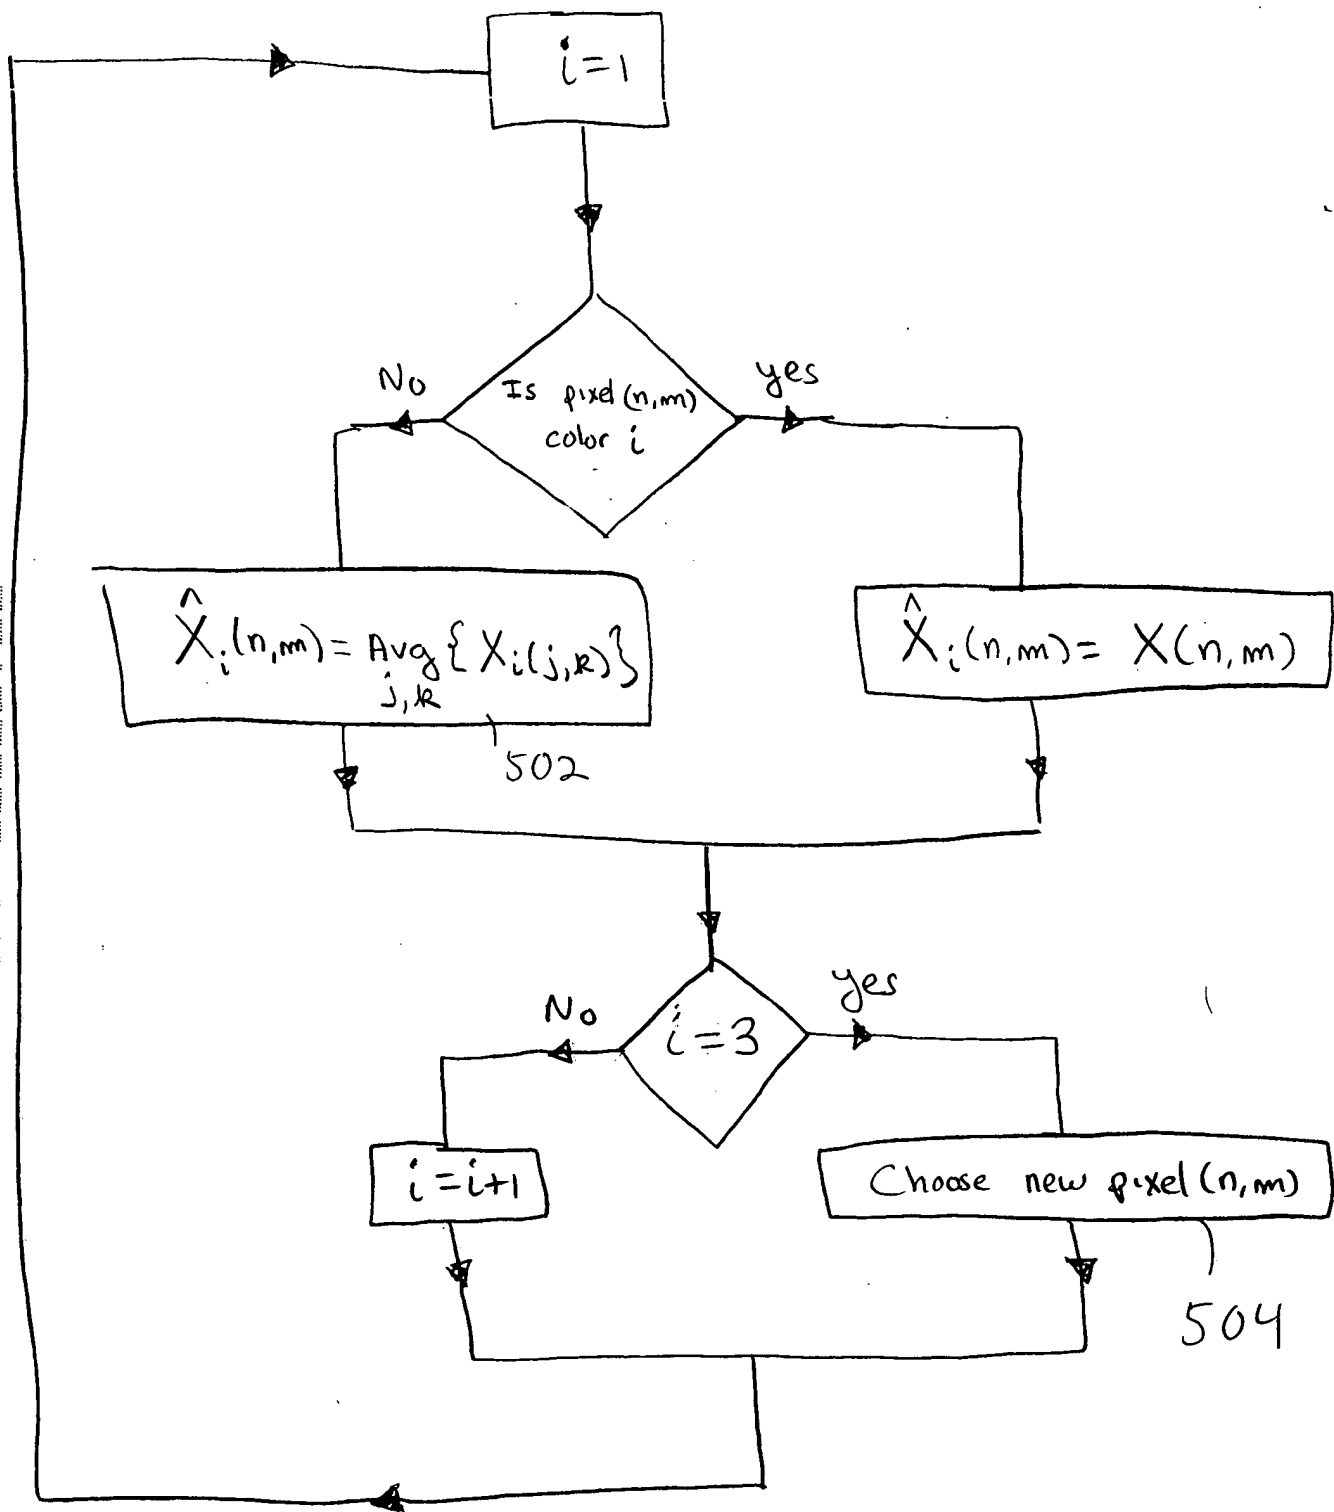 i=1
No
yes
Is pixel(n,m)
color i
X̂i(n,m)=Avg{Xi(j,k)}
j,k
X̂i(n,m)= X(n,m)
502
No
yes
i=3
i=i+1
Choose new pixel(n,m)
504